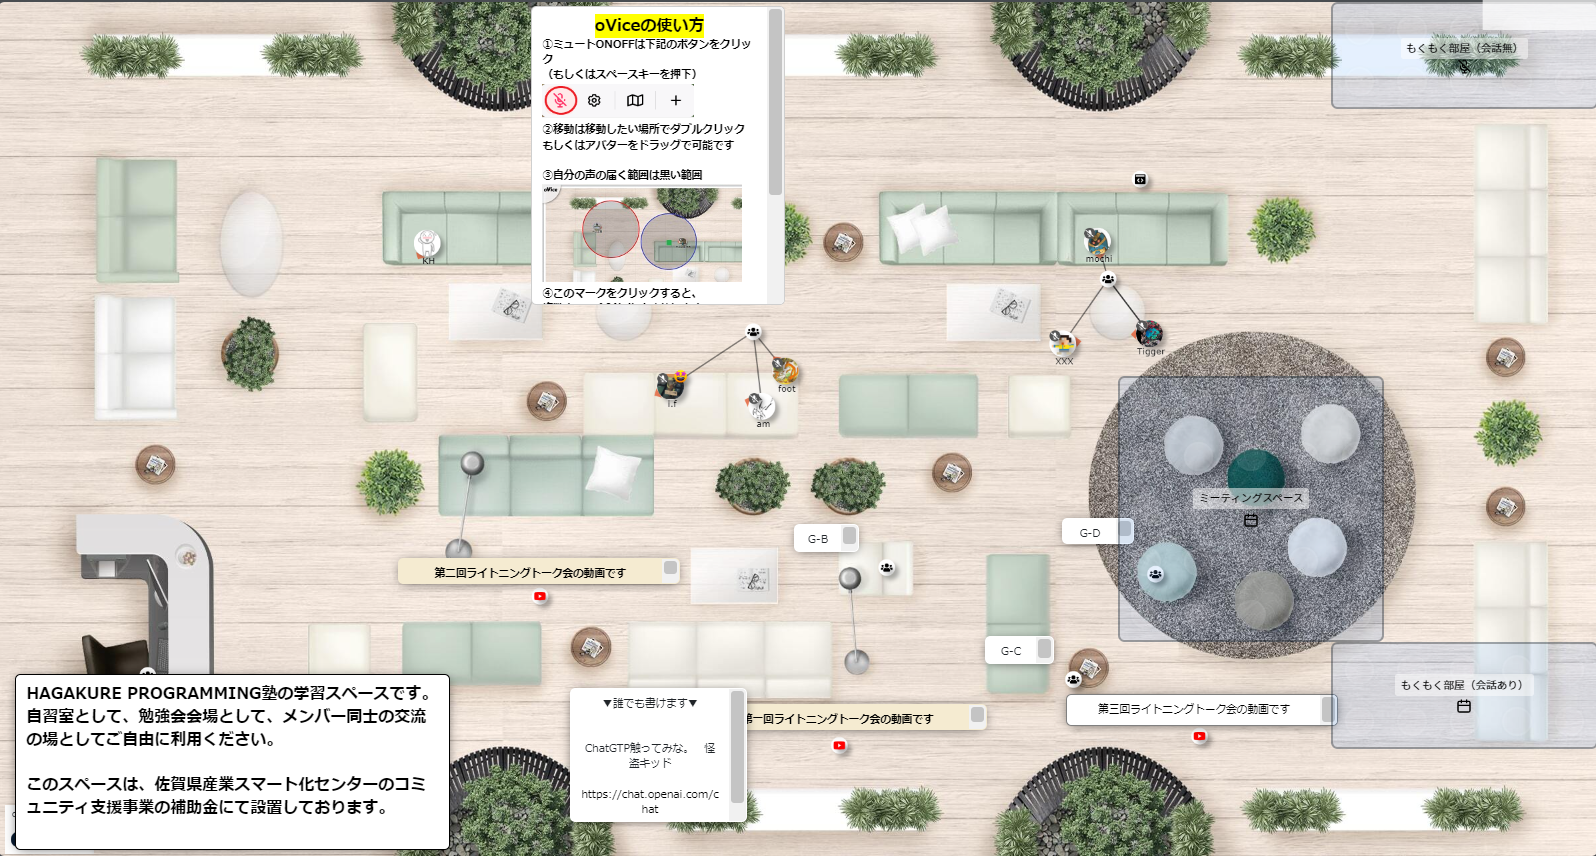 oViceの使い方
①ミュートONOFFは下記のボタンをクリッ
ク
（もしくはスペースキーを押下）
②移動は移動したい場所でダブルクリック
もしくはアバターをドラッグで可能です
③自分の声の届く範囲は黒い範囲
oVice
④このマークをクリックすると、
もくもく部屋（会話無）
KH
mochi
XXX
Tigger
i.f
foot
am
ミーティングスペース
G-B
G-D
第二回ライトニングトーク会の動画です
G-C
もくもく部屋（会話あり）
HAGAKURE PROGRAMMING塾の学習スペースです。
自習室として、勉強会会場として、メンバー同士の交流
の場としてご自由に利用ください。
このスペースは、佐賀県産業スマート化センターのコミ
ュニティ支援事業の補助金にて設置しております。
▼誰でも書けます▼
ChatGTP触ってみな。　怪
盗キッド
https://chat.openai.com/c
hat
一回ライトニングトーク会の動画です
第三回ライトニングトーク会の動画です